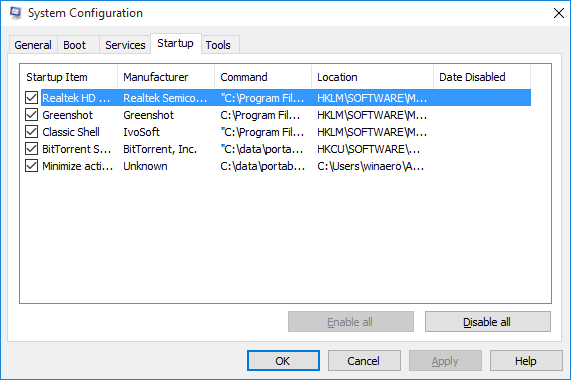 System Configuration
General Boot Services Startup Tools
Startup Item Manufacturer Command Location Date Disabled
Realtek HD ... Realtek Semico... "C:\Program Fil... HKLM\SOFTWARE\M...
Greenshot Greenshot C:\Program Fil... HKLM\SOFTWARE\M...
Classic Shell IvoSoft "C:\Program Fil... HKLM\SOFTWARE\M...
BitTorrent S... BitTorrent, Inc. "C:\data\porta... HKCU\SOFTWARE\...
Minimize acti... Unknown C:\data\portab... C:\Users\winaero\A...
Enable all Disable all
OK Cancel Apply Help